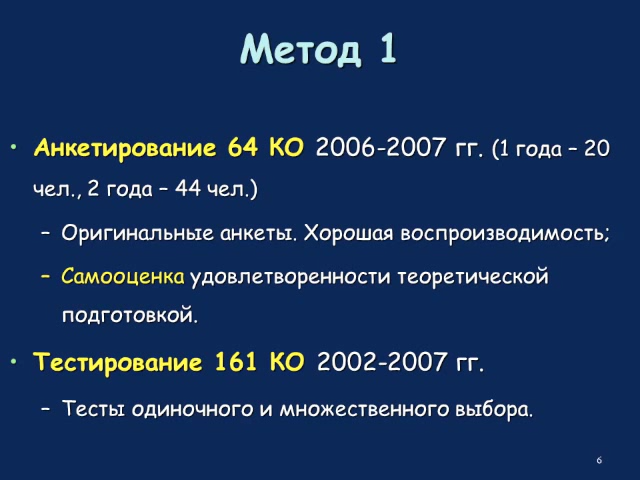 Метод 1
• Анкетирование 64 КО 2006-2007 гг. (1 года – 20
чел., 2 года – 44 чел.)
– Оригинальные анкеты. Хорошая воспроизводимость;
– Самооценка удовлетворенности теоретической
подготовкой.
• Тестирование 161 КО 2002-2007 гг.
– Тесты одиночного и множественного выбора.
6